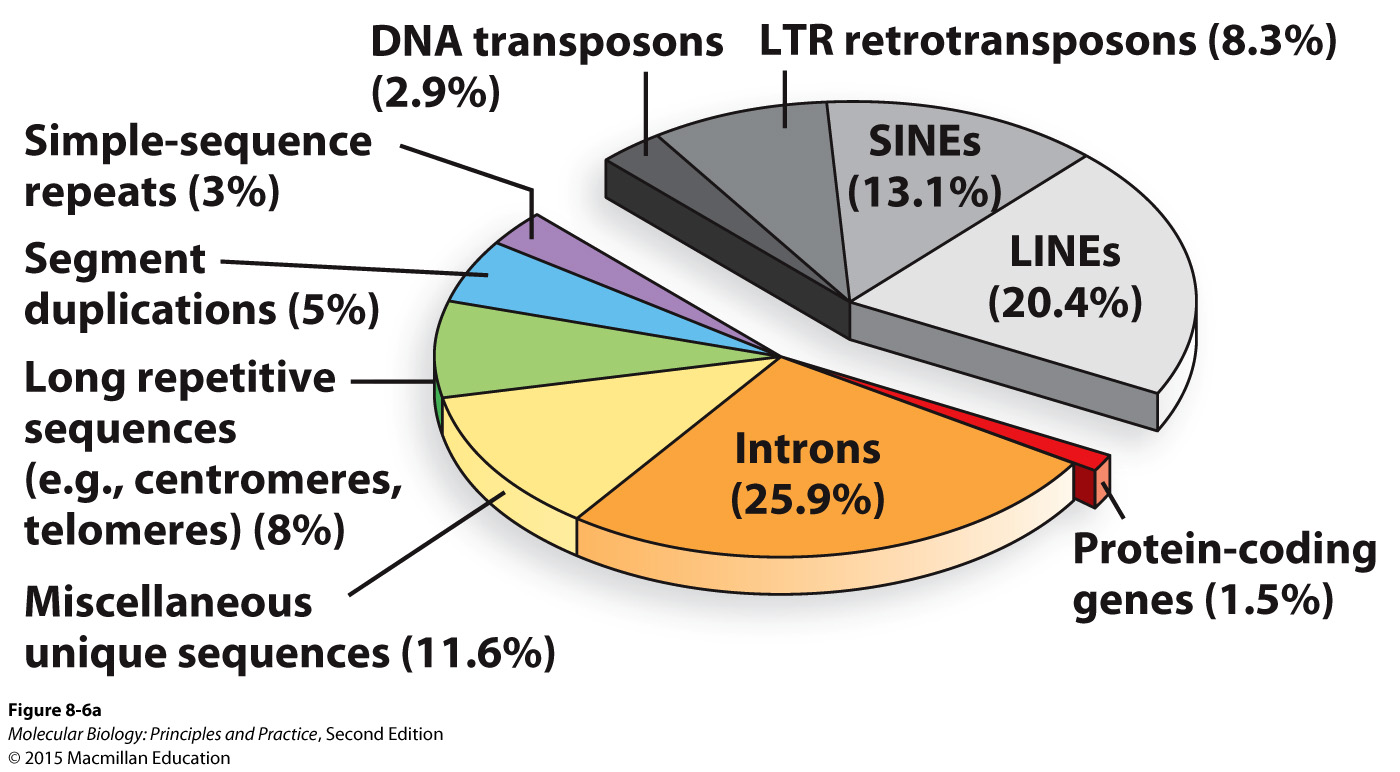 DNA transposons
(2.9%)
LTR retrotransposons (8.3%)
SINEs
(13.1%)
LINEs
(20.4%)
Simple-sequence
repeats (3%)
Segment
duplications (5%)
Long repetitive
sequences
(e.g., centromeres,
telomeres) (8%)
Miscellaneous
unique sequences (11.6%)
Introns
(25.9%)
Protein-coding
genes (1.5%)
Figure 8-6a
Molecular Biology: Principles and Practice, Second Edition
© 2015 Macmillan Education